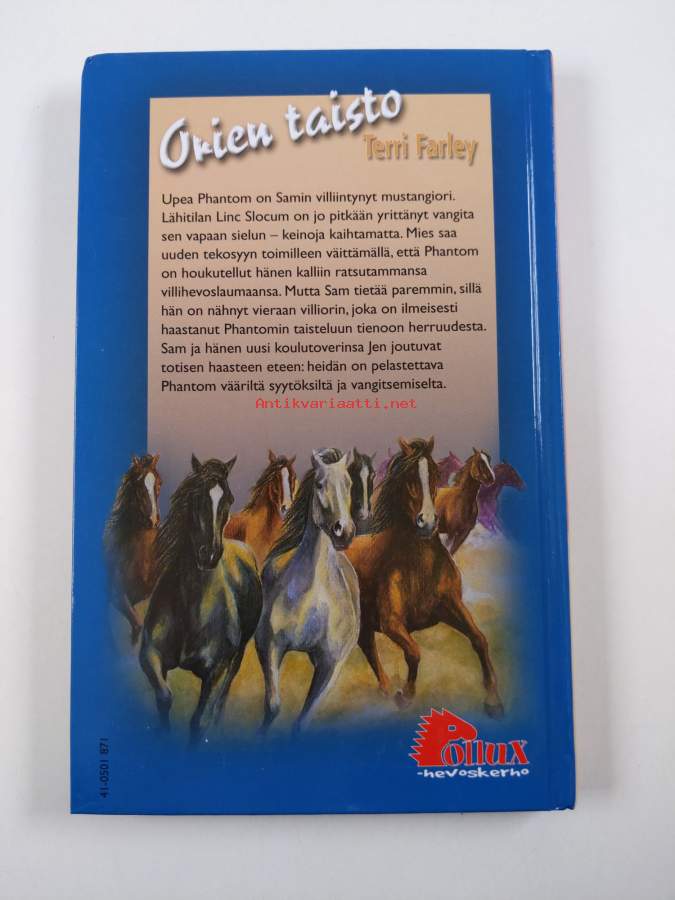 Orien taisto
Terri Farley
Upea Phantom on Samin villiintynyt mustangiori.
Lähitilan Linc Slocum on jo pitkään yrittänyt vangita
sen vapaan sielun – keinoja kaihtamatta. Mies saa
uuden tekosyyn toimilleen väittämällä, että Phantom
on houkutellut hänen kalliin ratsutammansa
villihevoslaumaansa. Mutta Sam tietää paremmin, sillä
hän on nähnyt vieraan villiorin, joka on ilmeisesti
haastanut Phantomin taisteluun tienoon herruudesta.
Sam ja hänen uusi koulutoverinsa Jen joutuvat
totisen haasteen eteen: heidän on pelastettava
Phantom vääriltä syytöksiltä ja vangitsemiselta.
Antikvariaatti.net
Pollux
-hevoskerho
41-0501 871